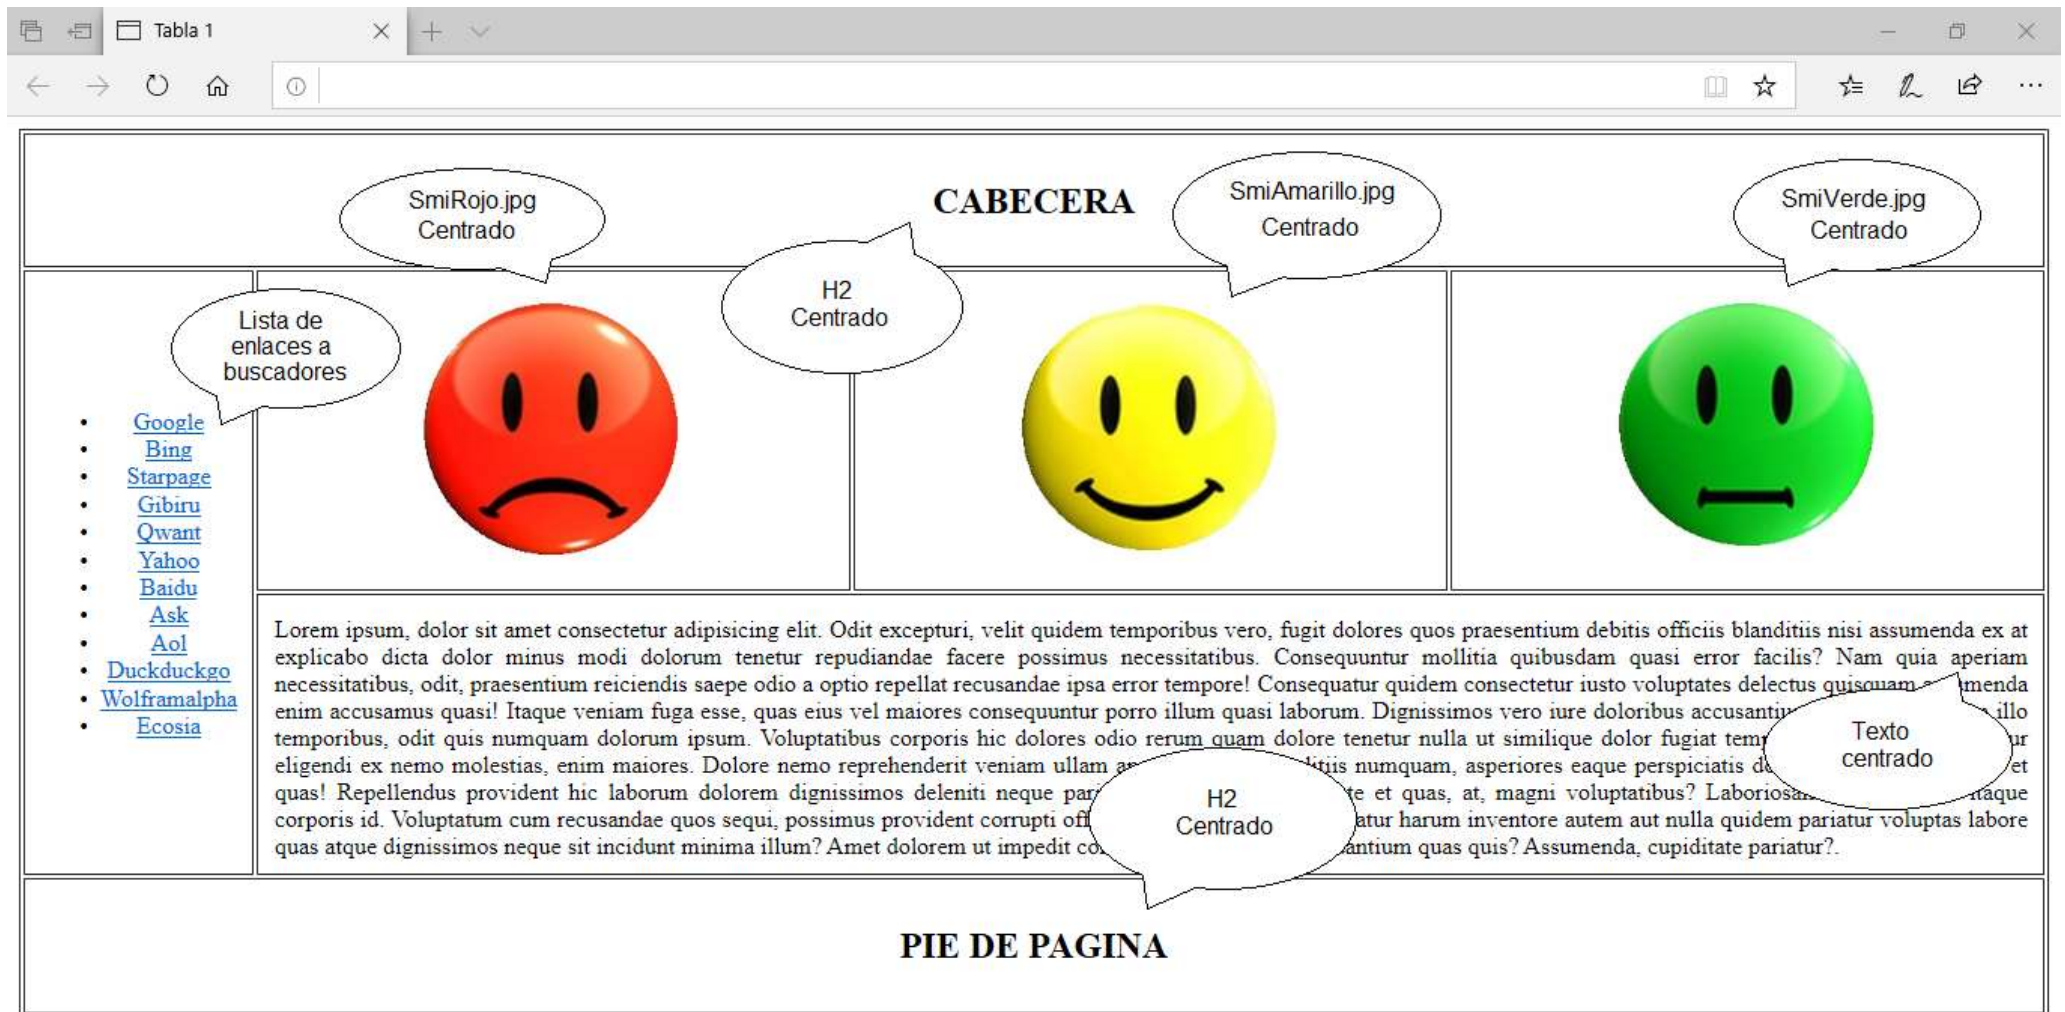 Tabla 1
CABECERA
SmiRojo.jpg
Centrado
SmiAmarillo.jpg
Centrado
SmiVerde.jpg
Centrado
H2
Centrado
Lista de
enlaces a
buscadores
Google
Bing
Starpage
Gibiru
Qwant
Yahoo
Baidu
Ask
Aol
Duckduckgo
Wolframalpha
Ecosia
Lorem ipsum, dolor sit amet consectetur adipisicing elit. Odit excepturi, velit quidem temporibus vero, fugit dolores quos praesentium debitis officiis blanditiis nisi assumenda ex at
explicabo dicta dolor minus modi dolorum tenetur repudiandae facere possimus necessitatibus. Consequuntur mollitia quibusdam quasi error facilis? Nam quia aperiam
necessitatibus, odit, praesentium reiciendis saepe odio a optio repellat recusandae ipsa error tempore! Consequatur quidem consectetur iusto voluptates delectus quisquam
enim accusamus quasi! Itaque veniam fuga esse, quas eius vel maiores consequuntur porro illum quasi laborum. Dignissimos vero iure doloribus illo
temporibus, odit quis numquam dolorum ipsum. Voluptatibus corporis hic dolores odio rerum quam dolore tenetur nulla ut similique dolor fugiat
eligendi ex nemo molestias, enim maiores. Dolore nemo reprehenderit veniam ullam numquam, asperiores eaque perspiciatis et
quas! Repellendus provident hic laborum dolorem dignissimos deleniti neque et quas, at, magni voluptatibus?
corporis id. Voluptatum cum recusandae quos sequi, possimus provident corrupti harum inventore autem aut nulla quidem pariatur voluptas labore
quas atque dignissimos neque sit incidunt minima illum? Amet dolorem ut impedit quas quis? Assumenda, cupiditate pariatur?.
Texto
centrado
H2
Centrado
PIE DE PAGINA